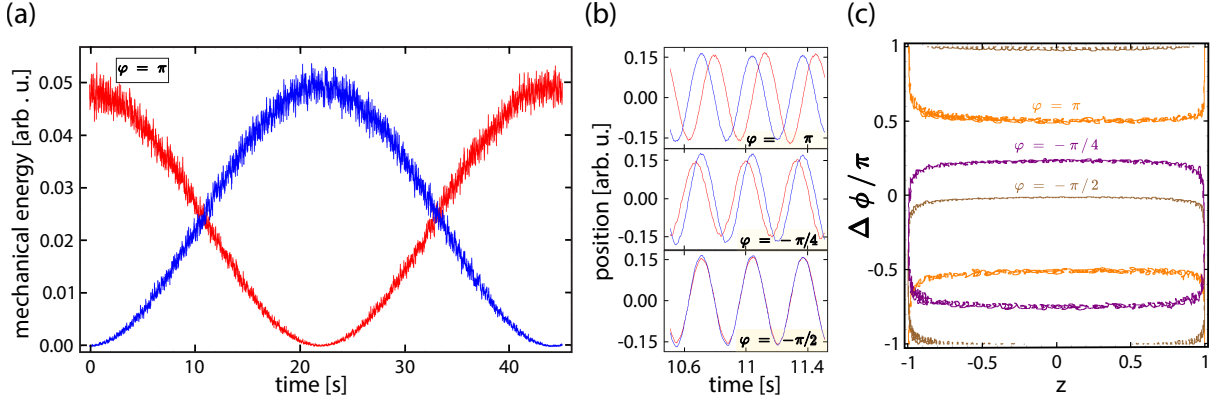 (a)
mechanical energy [arb. u.]
0.05
0.04
0.03
0.02
0.01
0.00
φ = π
0
10
20
30
40
time [s]
(b)
position [arb. u.]
0.15
0.00
-0.15
φ = π
0.15
0.00
-0.15
φ = − π/4
0.15
0.00
-0.15
φ = − π/2
10.6
11
11.4
time [s]
(c)
Δϕ/π
1
0.5
0
-0.5
-1
φ = π
φ = − π/4
φ = − π/2
-1
-0.5
0
0.5
1
z